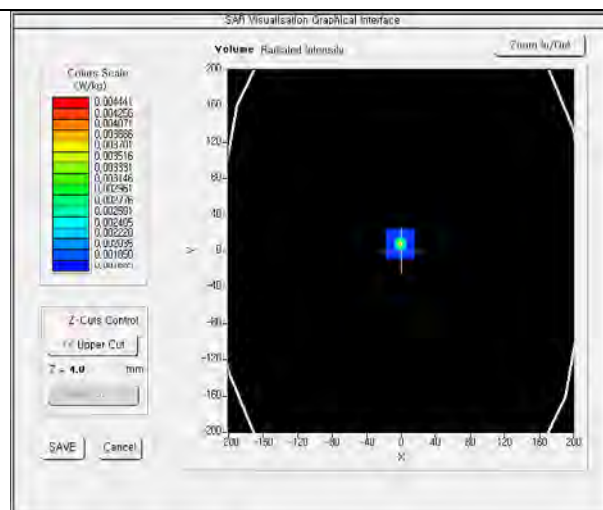 SAR Visualisation Graphical Interface
Volume Radiated Intensity
Zoom In/Out
Colors Scale
(W/kg)
0.004441
0.004256
0.004071
0.003886
0.003701
0.003516
0.003331
0.003146
0.002961
0.002776
0.002405
0.002220
0.002035
0.001850
200
160
120
80
40
0
-40
-80
-120
-160
-200
Y
-200 -160 -120 -80 -40 0 40 80 120 160 200
X
Z-Cuts Control
Upper Cut
Z = 4.0 mm
SAVE
Cancel